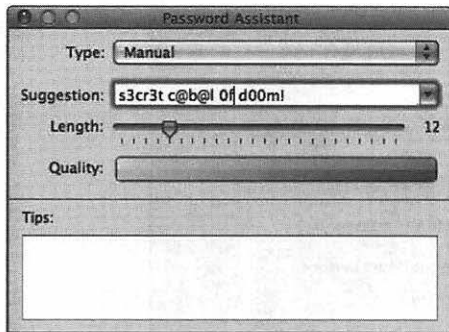 Password Assistant
Type: Manual
Suggestion: s3cr3t c@b@l 0f d00m!
Length: 12
Quality:
Tips: